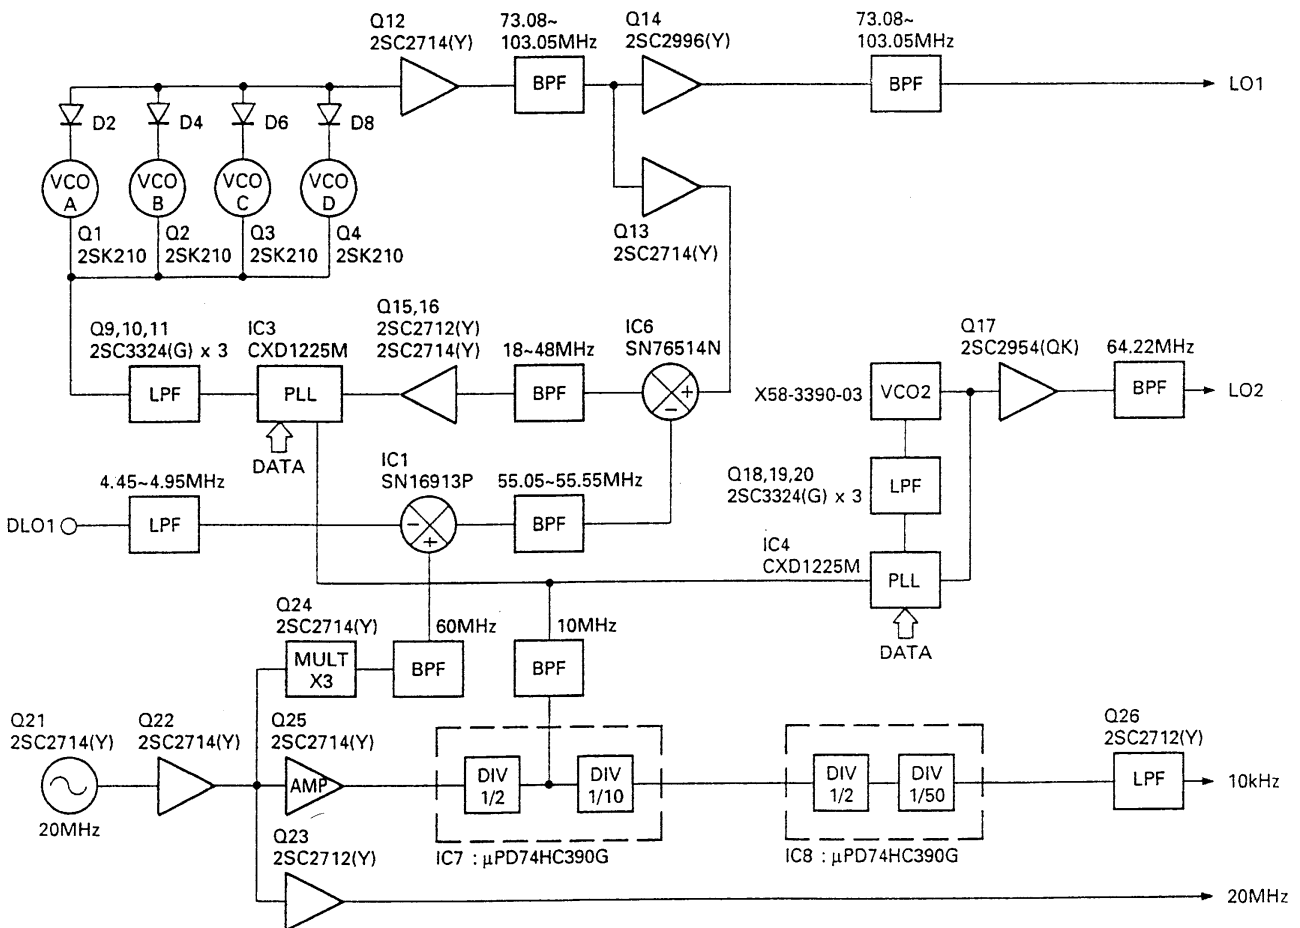 Q12
2SC2714(Y)
73.08~
103.05MHz
BPF
Q14
2SC2996(Y)
73.08~
103.05MHz
BPF
LO1
D2
D4
D6
D8
VCO
A
VCO
B
VCO
C
VCO
D
Q1
2SK210
Q2
2SK210
Q3
2SK210
Q4
2SK210
Q13
2SC2714(Y)
Q9,10,11
2SC3324(G) x 3
LPF
IC3
CXD1225M
PLL
DATA
Q15,16
2SC2712(Y)
2SC2714(Y)
18~48MHz
BPF
IC6
SN76514N
+
−
X58-3390-03
VCO2
Q17
2SC2954(QK)
64.22MHz
BPF
LO2
DLO1
4.45~4.95MHz
LPF
IC1
SN16913P
−
+
55.05~55.55MHz
BPF
Q18,19,20
2SC3324(G) x 3
LPF
IC4
CXD1225M
PLL
DATA
Q24
2SC2714(Y)
MULT
X3
60MHz
BPF
10MHz
BPF
Q21
2SC2714(Y)
20MHz
Q22
2SC2714(Y)
Q25
2SC2714(Y)
AMP
DIV
1/2
DIV
1/10
IC7 : µPD74HC390G
DIV
1/2
DIV
1/50
IC8 : µPD74HC390G
Q26
2SC2712(Y)
LPF
10kHz
Q23
2SC2712(Y)
20MHz